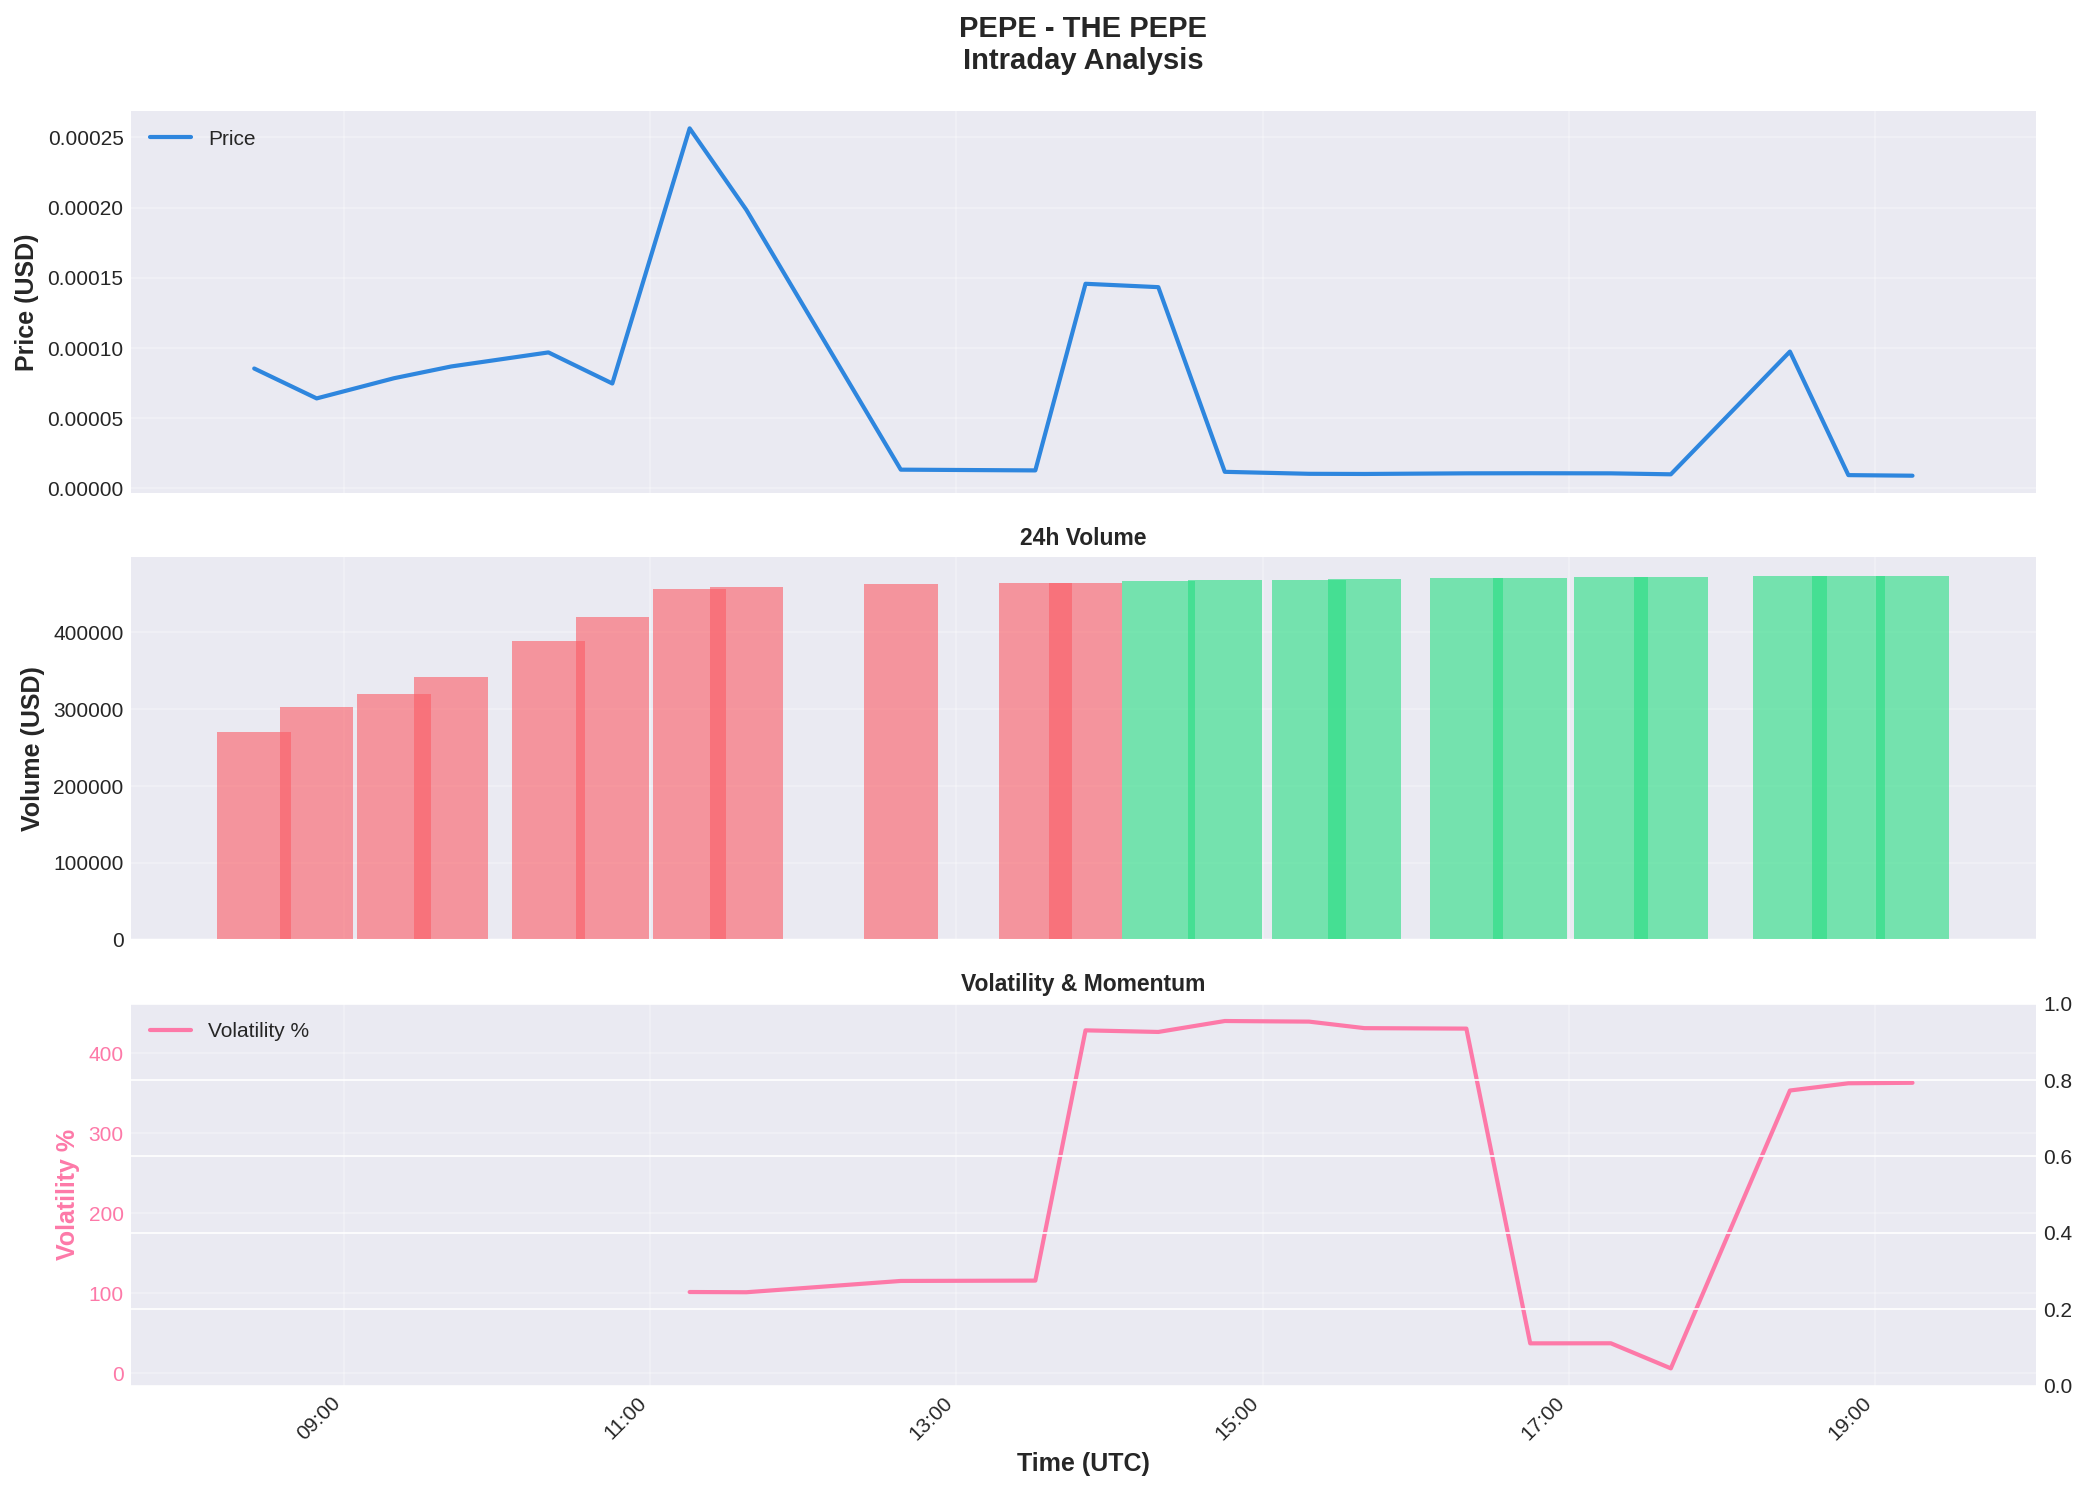 PEPE - THE PEPE
Intraday Analysis
Price
0.00025
0.00020
0.00015
0.00010
0.00005
0.00000
Price (USD)
24h Volume
400000
300000
200000
100000
0
Volume (USD)
Volatility & Momentum
Volatility %
400
300
200
100
0
Volatility %
1.0
0.8
0.6
0.4
0.2
0.0
09:00
11:00
13:00
15:00
17:00
19:00
Time (UTC)